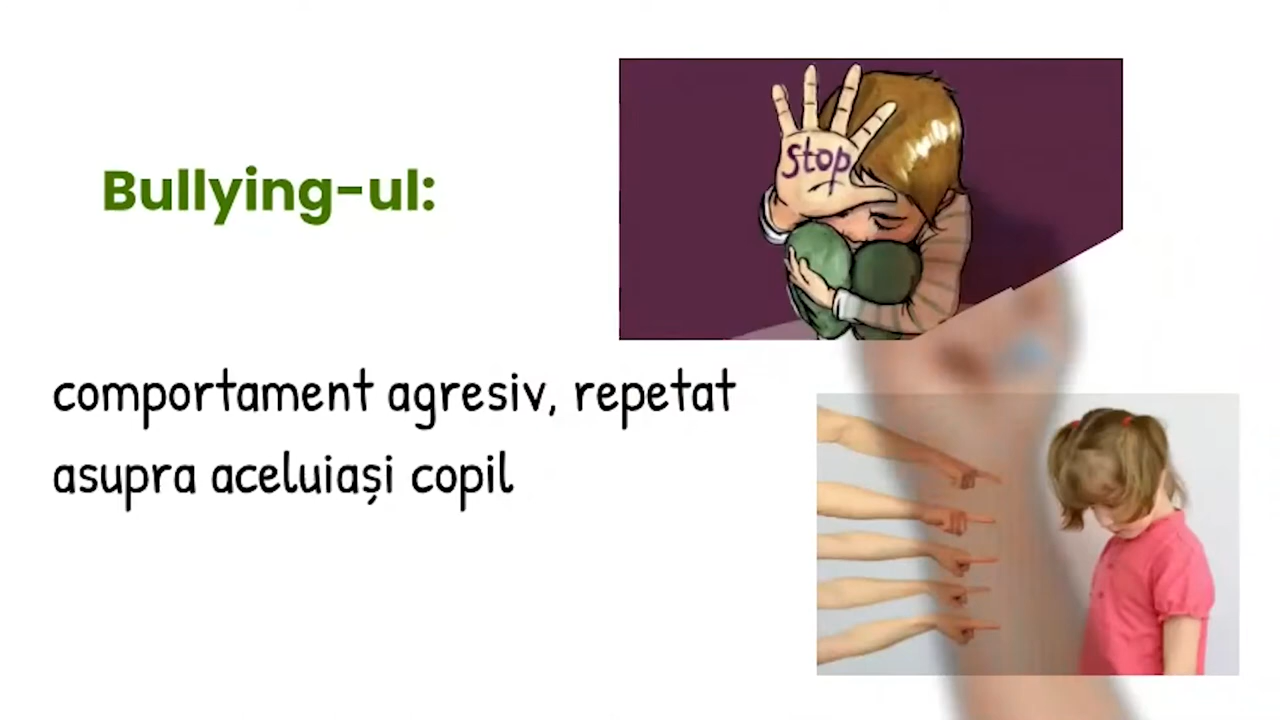 Bullying-ul:
Stop
comportament agresiv, repetat
asupra aceluiași copil